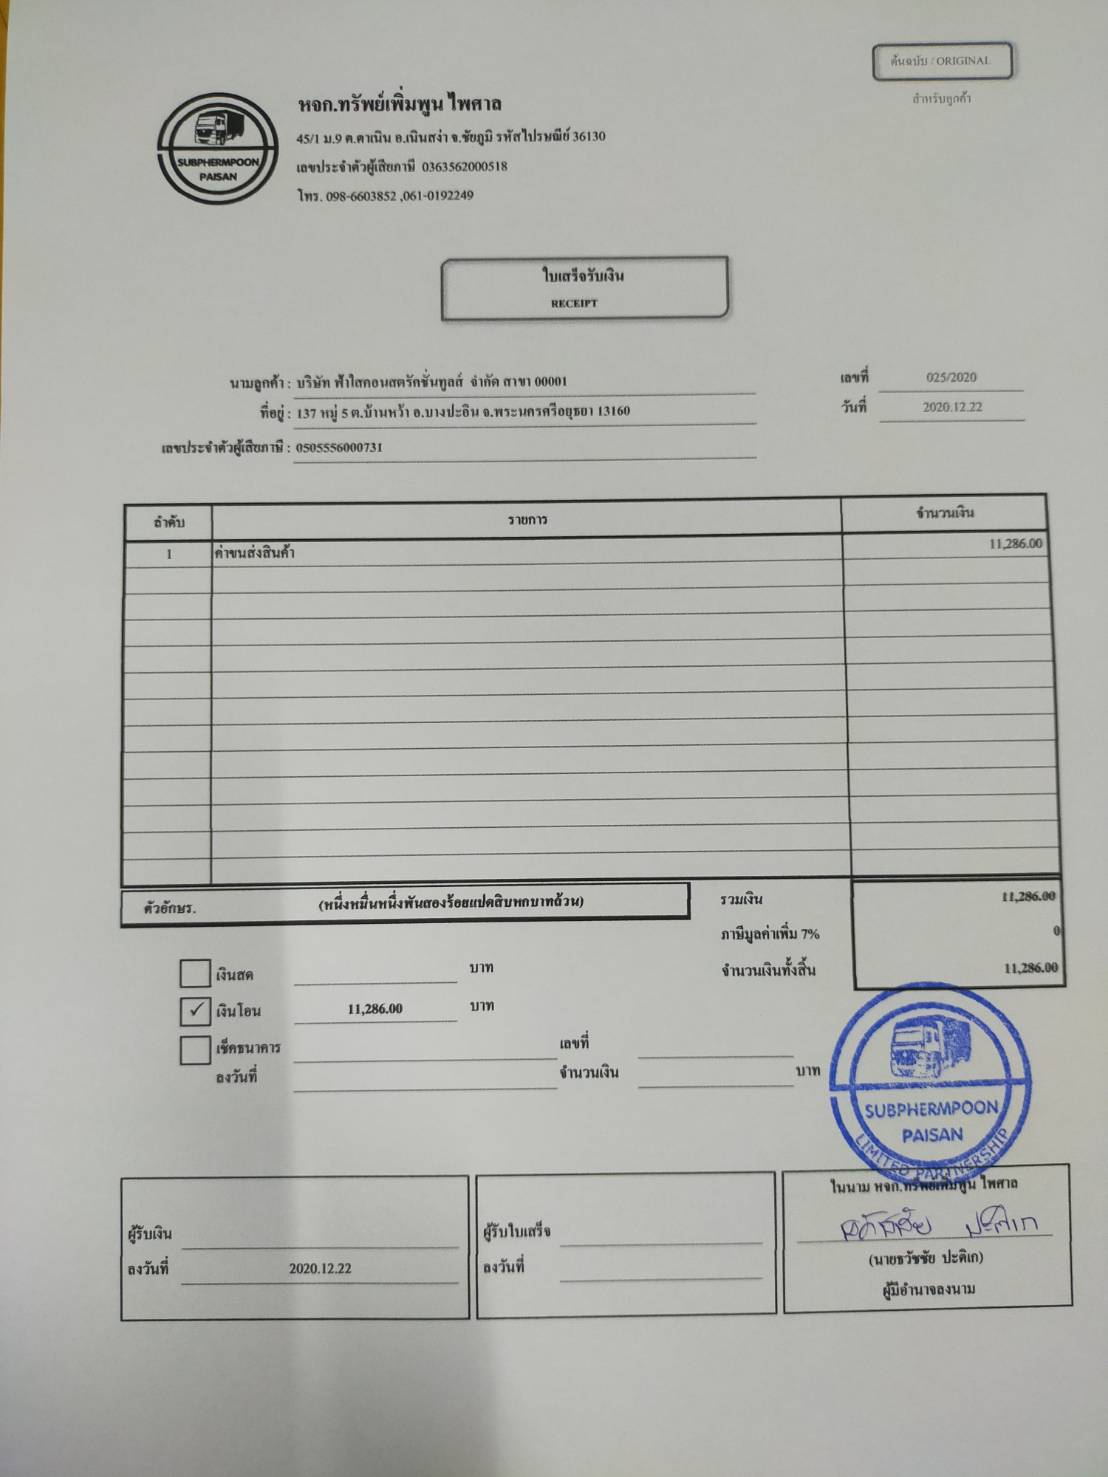 ต้นฉบับ / ORIGINAL
สำหรับลูกค้า
SUBPHERMPOON
PAISAN
หจก.ทรัพย์เพิ่มพูน ไพศาล
45/1 ม.9 ต.ตาเนิน อ.เนินสง่า จ.ชัยภูมิ รหัสไปรษณีย์ 36130
เลขประจำตัวผู้เสียภาษี 0363562000518
โทร. 098-6603852 ,061-0192249
ใบเสร็จรับเงิน
RECEIPT
นามลูกค้า : บริษัท ฟ้าใสคอนสตรักชั่นทูลส์ จำกัด สาขา 00001
เลขที่ 025/2020
ที่อยู่ : 137 หมู่ 5 ต.บ้านหว้า อ.บางปะอิน จ.พระนครศรีอยุธยา 13160
วันที่ 2020.12.22
เลขประจำตัวผู้เสียภาษี : 0505556000731
ลำดับ รายการ จำนวนเงิน
1 ค่าขนส่งสินค้า 11,286.00
ตัวอักษร. (หนึ่งหมื่นหนึ่งพันสองร้อยแปดสิบหกบาทถ้วน) รวมเงิน 11,286.00
ภาษีมูลค่าเพิ่ม 7% 0
จำนวนเงินทั้งสิ้น 11,286.00
เงินสด บาท
✓ เงินโอน 11,286.00 บาท
เช็คธนาคาร เลขที่
ลงวันที่ จำนวนเงิน บาท
SUBPHERMPOON
PAISAN
LIMITED PARTNERSHIP
ในนาม หจก.ทรัพย์เพิ่มพูน ไพศาล
ธวัชชัย ปะติเก
(นายธวัชชัย ปะติเก)
ผู้มีอำนาจลงนาม
ผู้รับเงิน
ลงวันที่ 2020.12.22
ผู้รับใบเสร็จ
ลงวันที่